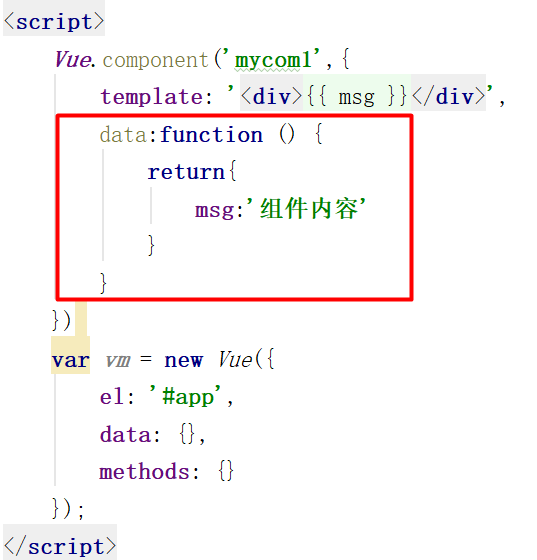 <script>
Vue.component('mycom1',{
template: '<div>{{ msg }}</div>',
data:function () {
return{
msg:'组件内容'
}
}
})
var vm = new Vue({
el: '#app',
data: {},
methods: {}
});
</script>